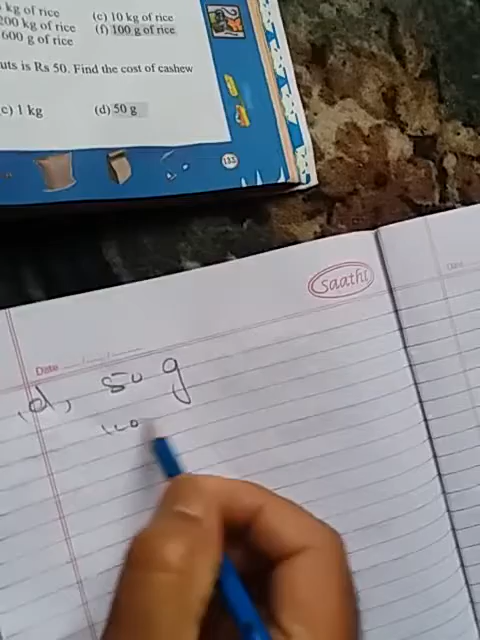 kg of rice (c) 10 kg of rice
200 kg of rice (f) 100 g of rice
600 g of rice
uts is Rs 50. Find the cost of cashew
c) 1 kg (d) 50 g
133
saathi
Date
Date
d, 50 g